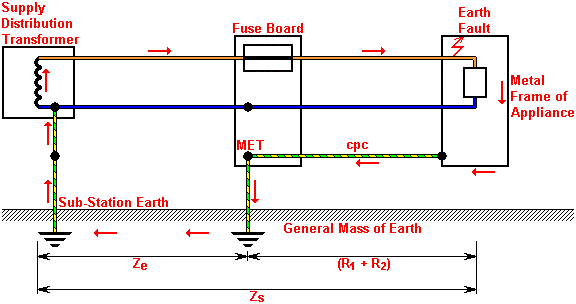 Supply
Distribution
Transformer
Fuse Board
Earth
Fault
Metal
Frame of
Appliance
MET
cpc
Sub-Station Earth
General Mass of Earth
Ze
(R1 + R2)
Zs